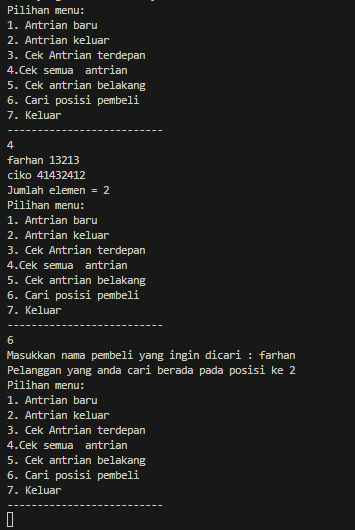 Pilihan menu:
1. Antrian baru
2. Antrian keluar
3. Cek Antrian terdepan
4.Cek semua  antrian
5. Cek antrian belakang
6. Cari posisi pembeli
7. Keluar
--------------------------
4
farhan 13213
ciko 41432412
Jumlah elemen = 2
Pilihan menu:
1. Antrian baru
2. Antrian keluar
3. Cek Antrian terdepan
4.Cek semua  antrian
5. Cek antrian belakang
6. Cari posisi pembeli
7. Keluar
--------------------------
6
Masukkan nama pembeli yang ingin dicari : farhan
Pelanggan yang anda cari berada pada posisi ke 2
Pilihan menu:
1. Antrian baru
2. Antrian keluar
3. Cek Antrian terdepan
4.Cek semua  antrian
5. Cek antrian belakang
6. Cari posisi pembeli
7. Keluar
--------------------------